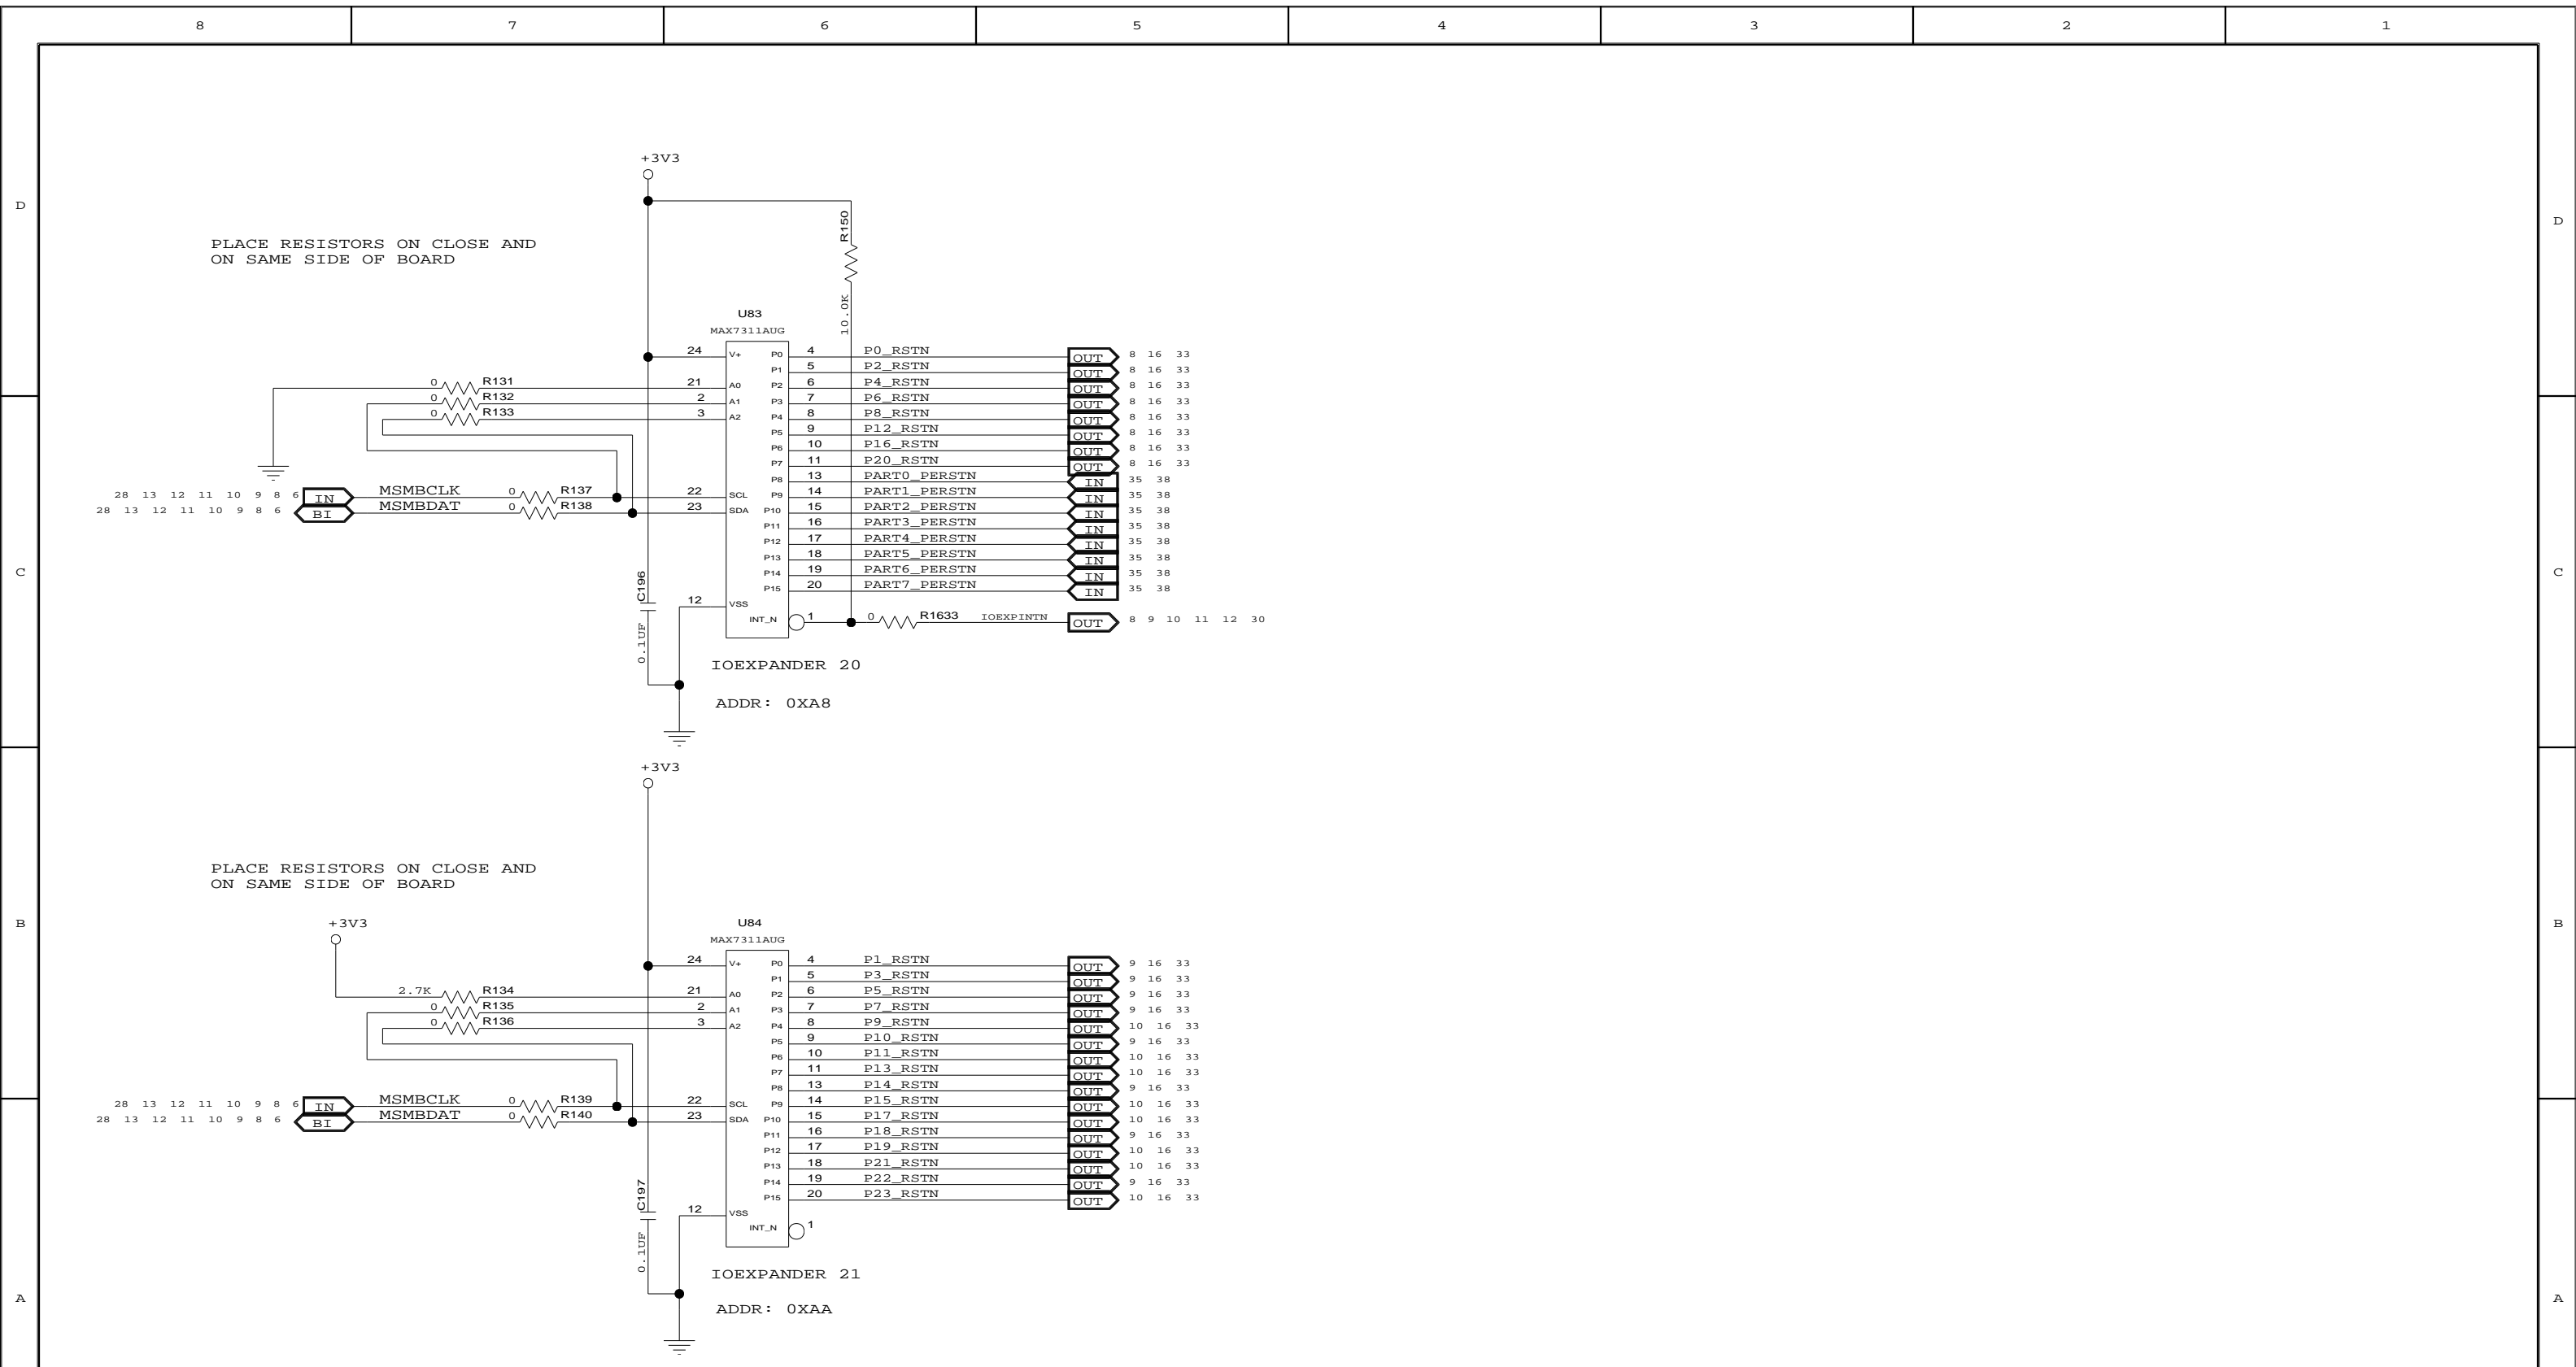 8 7 6 5 4 3 2 1
D D
C C
B B
A A
+3V3
PLACE RESISTORS ON CLOSE AND
ON SAME SIDE OF BOARD
R150
10.0K
U83
MAX7311AUG
24 V+ P0 4 P0_RSTN OUT 8 16 33
P1 5 P2_RSTN OUT 8 16 33
0 R131 21 A0 P2 6 P4_RSTN OUT 8 16 33
0 R132 2 A1 P3 7 P6_RSTN OUT 8 16 33
0 R133 3 A2 P4 8 P8_RSTN OUT 8 16 33
P5 9 P12_RSTN OUT 8 16 33
P6 10 P16_RSTN OUT 8 16 33
P7 11 P20_RSTN OUT 8 16 33
P8 13 PART0_PERSTN IN 35 38
28 13 12 11 10 9 8 6 IN MSMBCLK 0 R137 22 SCL P9 14 PART1_PERSTN IN 35 38
28 13 12 11 10 9 8 6 BI MSMBDAT 0 R138 23 SDA P10 15 PART2_PERSTN IN 35 38
P11 16 PART3_PERSTN IN 35 38
P12 17 PART4_PERSTN IN 35 38
P13 18 PART5_PERSTN IN 35 38
P14 19 PART6_PERSTN IN 35 38
P15 20 PART7_PERSTN IN 35 38
C196
0.1UF
12 VSS
INT_N 1 0 R1633 IOEXPINTN OUT 8 9 10 11 12 30
IOEXPANDER 20
ADDR: 0XA8
+3V3
PLACE RESISTORS ON CLOSE AND
ON SAME SIDE OF BOARD
+3V3
U84
MAX7311AUG
24 V+ P0 4 P1_RSTN OUT 9 16 33
P1 5 P3_RSTN OUT 9 16 33
2.7K R134 21 A0 P2 6 P5_RSTN OUT 9 16 33
0 R135 2 A1 P3 7 P7_RSTN OUT 9 16 33
0 R136 3 A2 P4 8 P9_RSTN OUT 10 16 33
P5 9 P10_RSTN OUT 9 16 33
P6 10 P11_RSTN OUT 10 16 33
P7 11 P13_RSTN OUT 10 16 33
P8 13 P14_RSTN OUT 9 16 33
28 13 12 11 10 9 8 6 IN MSMBCLK 0 R139 22 SCL P9 14 P15_RSTN OUT 10 16 33
28 13 12 11 10 9 8 6 BI MSMBDAT 0 R140 23 SDA P10 15 P17_RSTN OUT 10 16 33
P11 16 P18_RSTN OUT 9 16 33
P12 17 P19_RSTN OUT 10 16 33
P13 18 P21_RSTN OUT 10 16 33
P14 19 P22_RSTN OUT 9 16 33
P15 20 P23_RSTN OUT 10 16 33
C197
0.1UF
12 VSS
INT_N 1
IOEXPANDER 21
ADDR: 0XAA